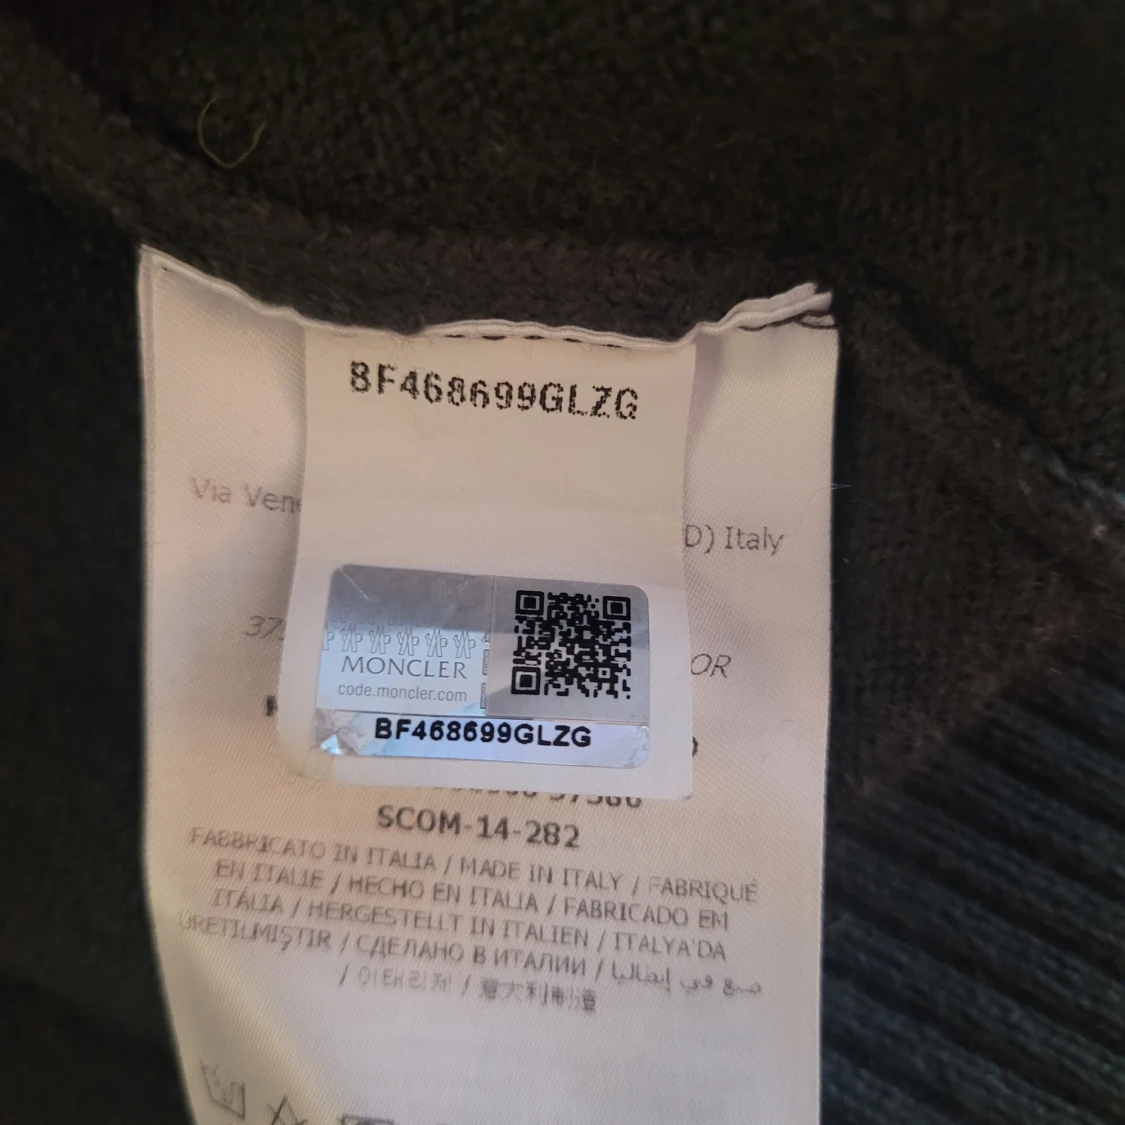 BF468699GLZG
Via
D) Italy
OR
MONCLER
code.moncler.com
BF468699GLZG
SCOM-14-282
FABBRICATO IN ITALIA / MADE IN ITALY / FABRIQUÉ
EN ITALIE / HECHO EN ITALIA / FABRICADO EM
ITÁLIA / HERGESTELLT IN ITALIEN / ITALYA'DA
ÜRETILMIŞTIR / СДЕЛАНО В ИТАЛИИ / صنع في إيطاليا
/ 이태리제 / 意大利制造